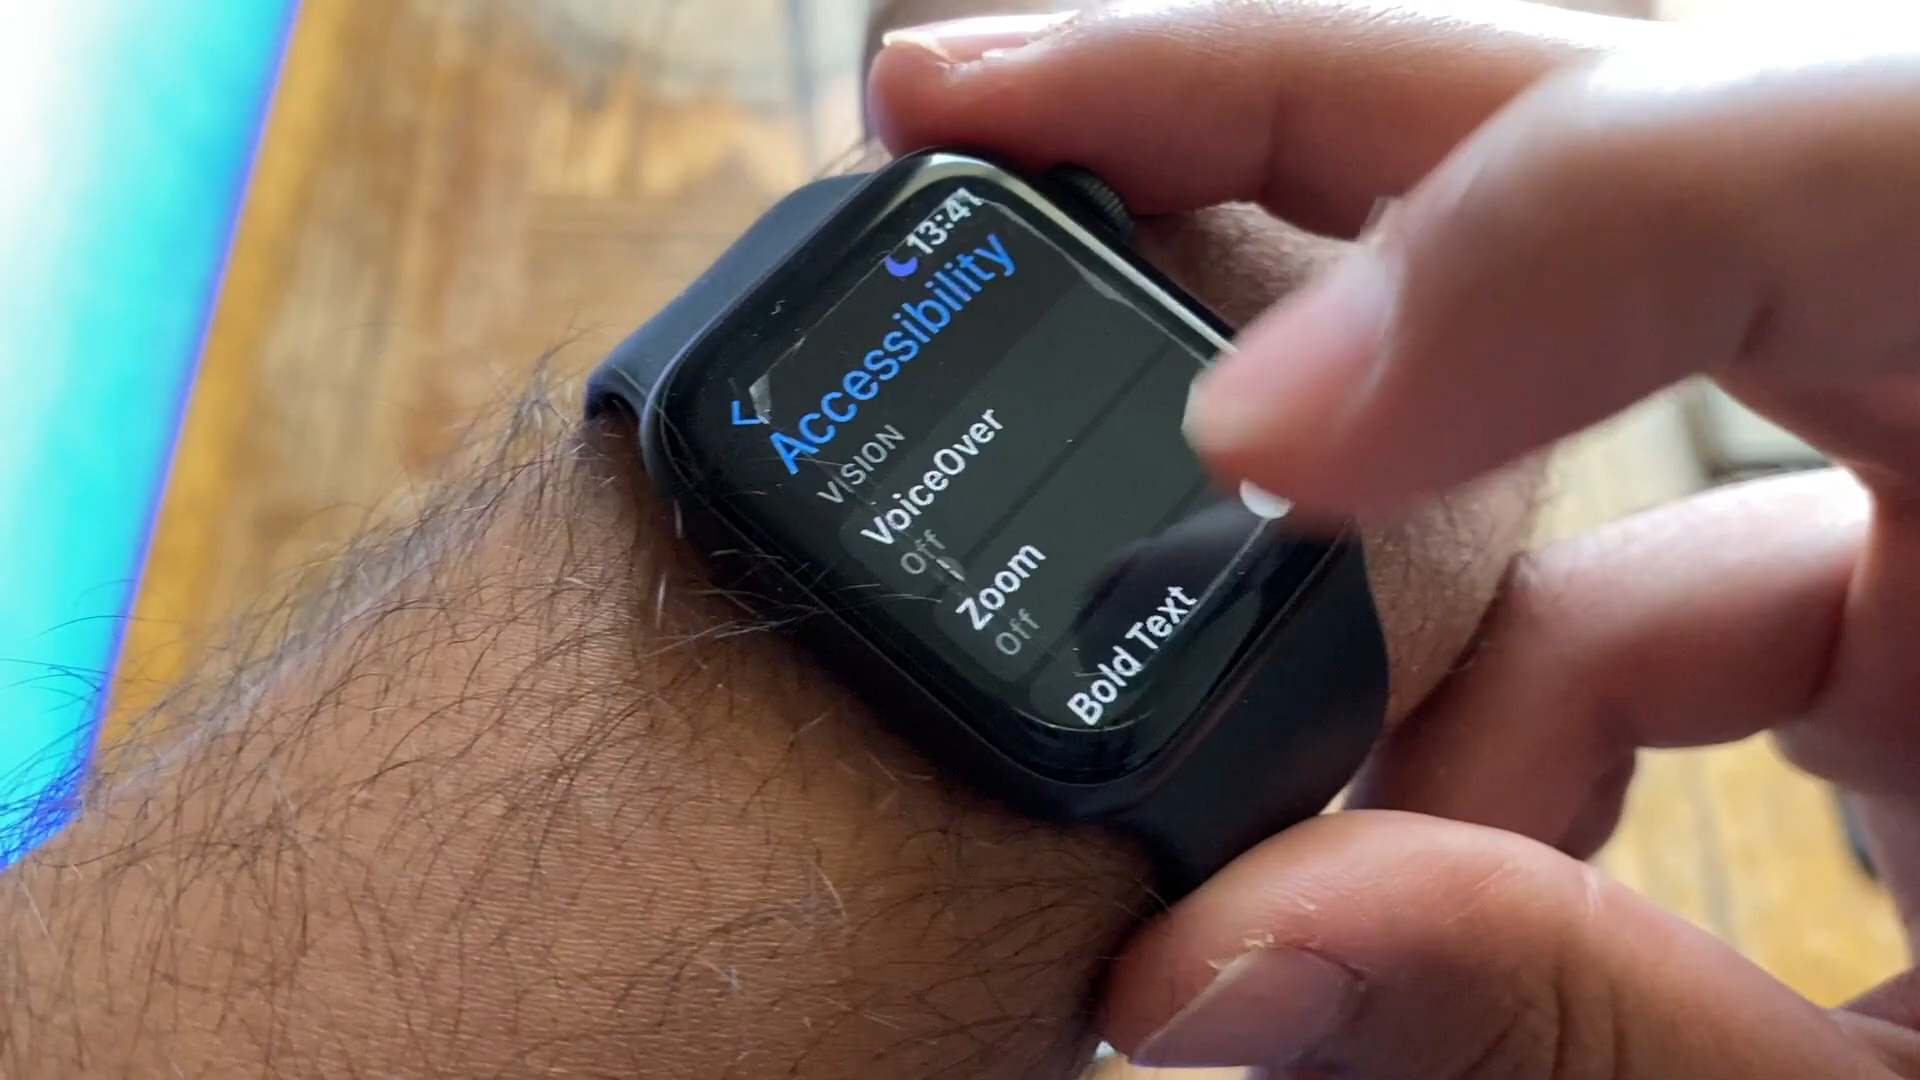 13:41
<
Accessibility
VISION
VoiceOver
Off
Zoom
Off
Bold Text